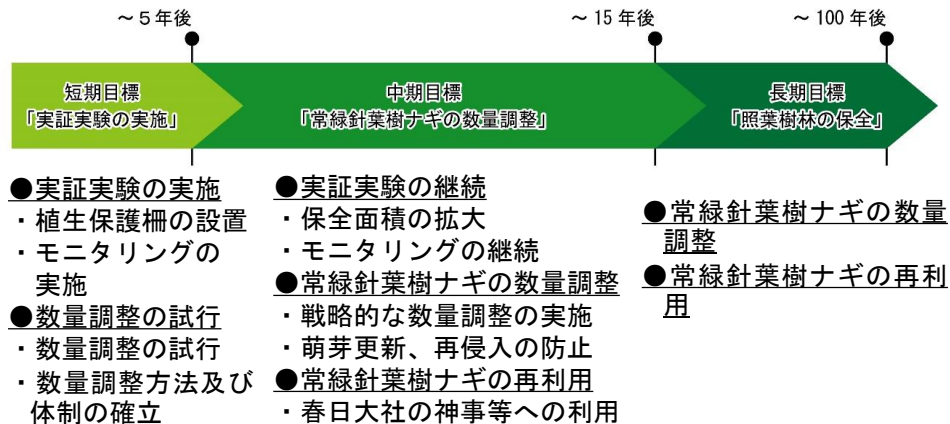 ～５年後
～15 年後
～100 年後
短期目標
「実証実験の実施」
中期目標
「常緑針葉樹ナギの数量調整」
長期目標
「照葉樹林の保全」
●実証実験の実施
・植生保護柵の設置
・モニタリングの
実施
●数量調整の試行
・数量調整の試行
・数量調整方法及び
体制の確立
●実証実験の継続
・保全面積の拡大
・モニタリングの継続
●常緑針葉樹ナギの数量調整
・戦略的な数量調整の実施
・萌芽更新、再侵入の防止
●常緑針葉樹ナギの再利用
・春日大社の神事等への利用
●常緑針葉樹ナギの数量
調整
●常緑針葉樹ナギの再利
用